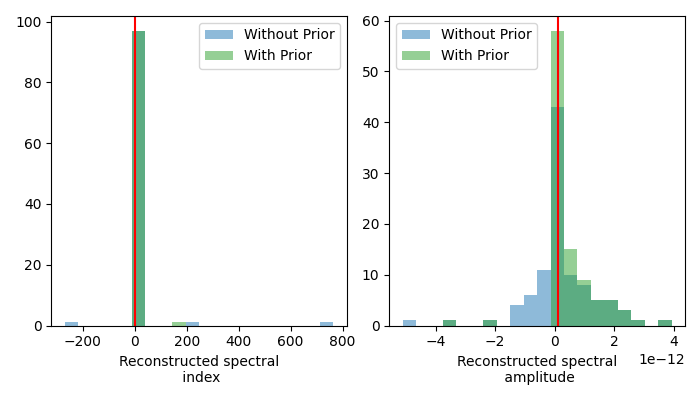 100
80
60
40
20
0
−200
0
200
400
600
800
Reconstructed spectral
index
Without Prior
With Prior
60
50
40
30
20
10
0
−4
−2
0
2
4
1e−12
Reconstructed spectral
amplitude
Without Prior
With Prior